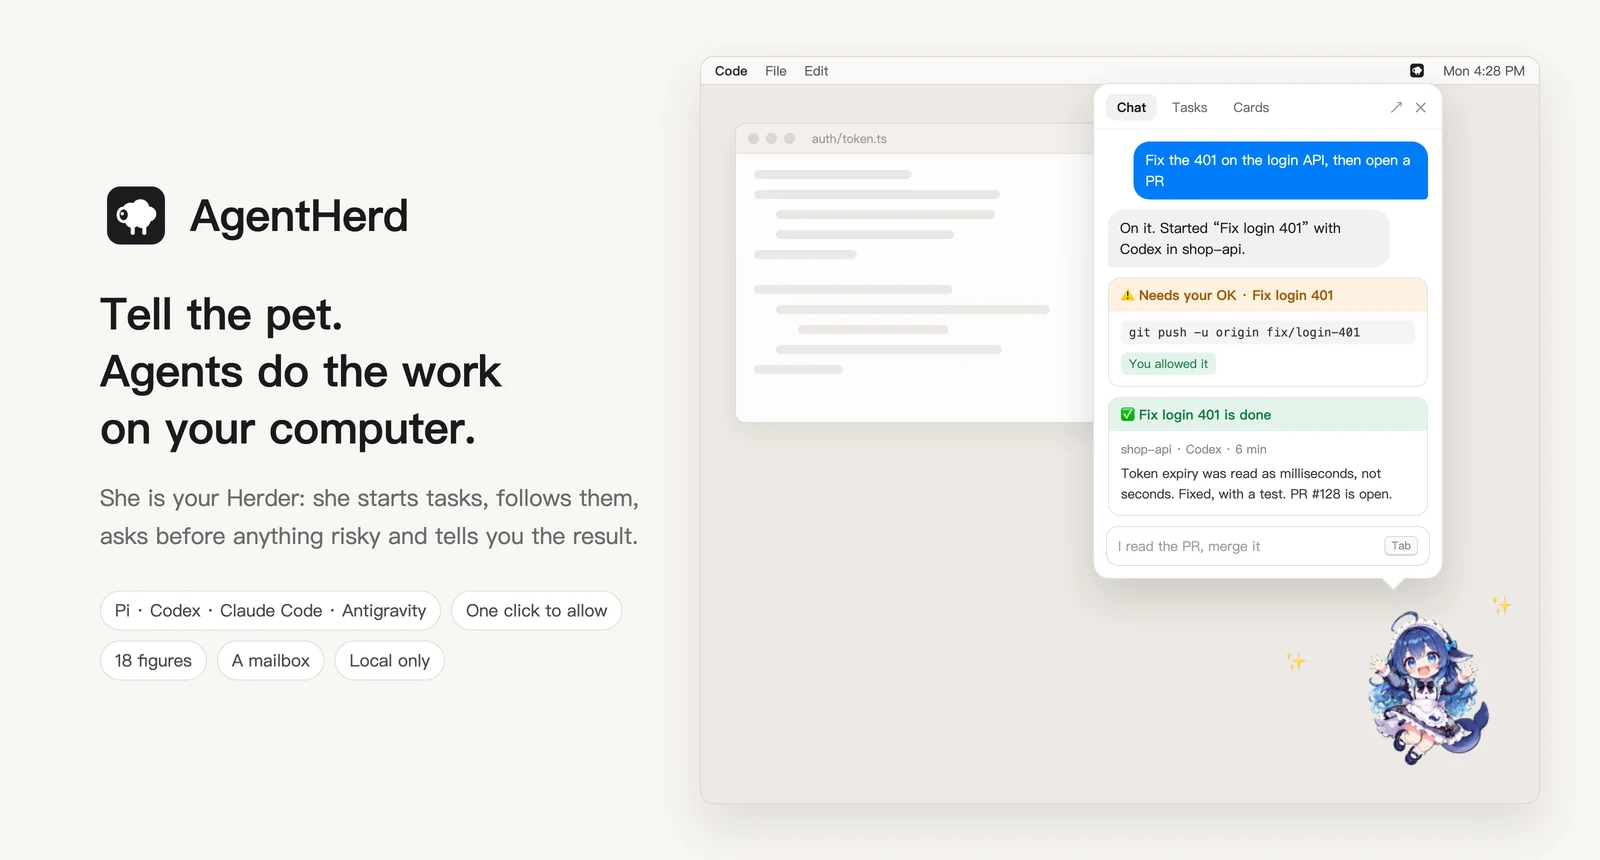 AgentHerd
Tell the pet.
Agents do the work
on your computer.
She is your Herder: she starts tasks, follows them,
asks before anything risky and tells you the result.
Pi · Codex · Claude Code · Antigravity
One click to allow
18 figures
A mailbox
Local only
Code File Edit
Mon 4:28 PM
auth/token.ts
Chat Tasks Cards
Fix the 401 on the login API, then open a
PR
On it. Started “Fix login 401” with
Codex in shop-api.
Needs your OK · Fix login 401
git push -u origin fix/login-401
You allowed it
Fix login 401 is done
shop-api · Codex · 6 min
Token expiry was read as milliseconds, not
seconds. Fixed, with a test. PR #128 is open.
I read the PR, merge it
Tab